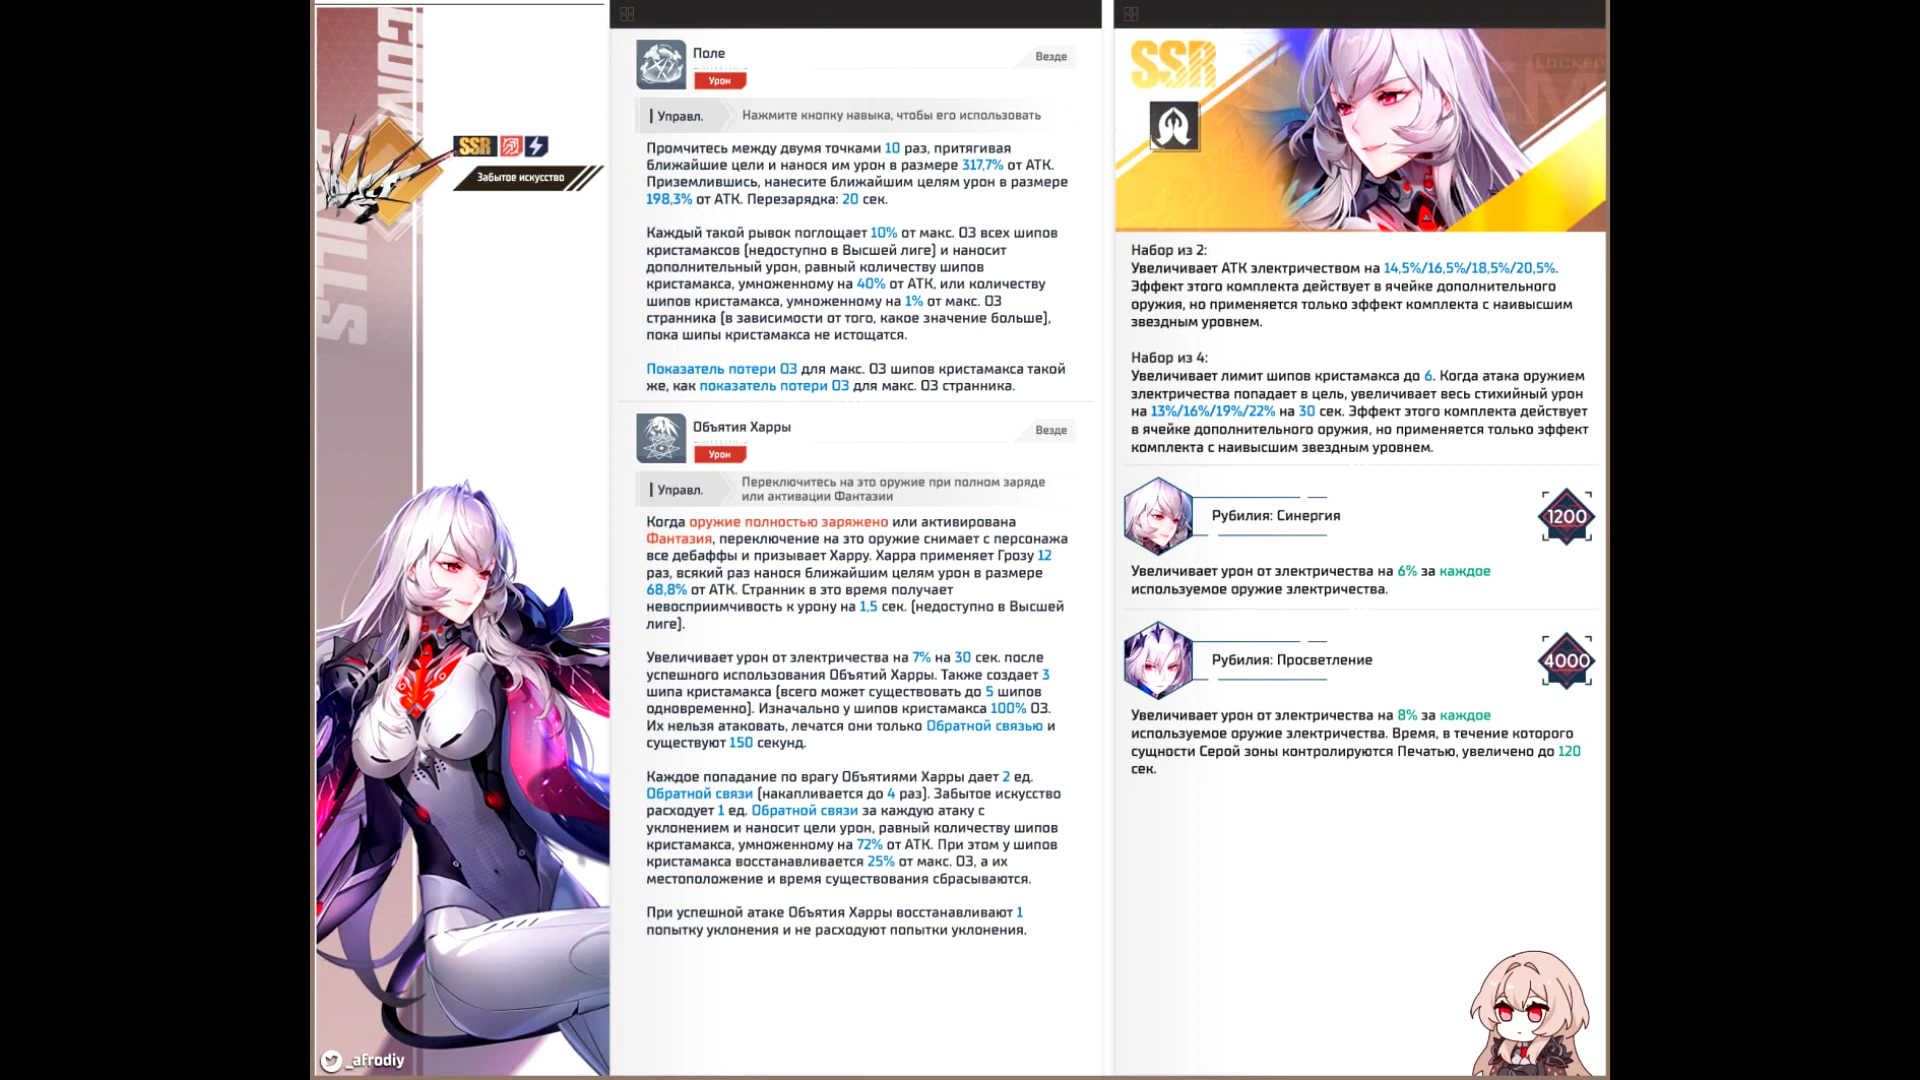 CON
SKILLS
SSR
Забытое искусство
_afrodiy
Поле
Везде
Урон
Управл.
Нажмите кнопку навыка, чтобы его использовать
Промчитесь между двумя точками 10 раз, притягивая
ближайшие цели и нанося им урон в размере 317,7% от АТК.
Приземлившись, нанесите ближайшим целям урон в размере
198,3% от АТК. Перезарядка: 20 сек.
Каждый такой рывок поглощает 10% от макс. ОЗ всех шипов
кристамаксов [недоступно в Высшей лиге] и наносит
дополнительный урон, равный количеству шипов
кристамакса, умноженному на 40% от АТК, или количеству
шипов кристамакса, умноженному на 1% от макс. ОЗ
странника [в зависимости от того, какое значение больше],
пока шипы кристамакса не истощатся.
Показатель потери ОЗ для макс. ОЗ шипов кристамакса такой
же, как показатель потери ОЗ для макс. ОЗ странника.
Объятия Харры
Везде
Урон
Управл.
Переключитесь на это оружие при полном заряде
или активации Фантазии
Когда оружие полностью заряжено или активирована
Фантазия, переключение на это оружие снимает с персонажа
все дебаффы и призывает Харру. Харра применяет Грозу 12
раз, всякий раз нанося ближайшим целям урон в размере
68,8% от АТК. Странник в это время получает
невосприимчивость к урону на 1,5 сек. [недоступно в Высшей
лиге].
Увеличивает урон от электричества на 7% на 30 сек. после
успешного использования Объятий Харры. Также создает 3
шипа кристамакса [всего может существовать до 5 шипов
одновременно]. Изначально у шипов кристамакса 100% ОЗ.
Их нельзя атаковать, лечатся они только Обратной связью и
существуют 150 секунд.
Каждое попадание по врагу Объятиями Харры дает 2 ед.
Обратной связи [накапливается до 4 раз]. Забытое искусство
расходует 1 ед. Обратной связи за каждую атаку с
уклонением и наносит цели урон, равный количеству шипов
кристамакса, умноженному на 72% от АТК. При этом у шипов
кристамакса восстанавливается 25% от макс. ОЗ, а их
местоположение и время существования сбрасываются.
При успешной атаке Объятия Харры восстанавливают 1
попытку уклонения и не расходуют попытки уклонения.
SSR
LOCKED
Набор из 2:
Увеличивает АТК электричеством на 14,5%/16,5%/18,5%/20,5%.
Эффект этого комплекта действует в ячейке дополнительного
оружия, но применяется только эффект комплекта с наивысшим
звездным уровнем.
Набор из 4:
Увеличивает лимит шипов кристамакса до 6. Когда атака оружием
электричества попадает в цель, увеличивает весь стихийный урон
на 13%/16%/19%/22% на 30 сек. Эффект этого комплекта действует
в ячейке дополнительного оружия, но применяется только эффект
комплекта с наивысшим звездным уровнем.
Рубилия: Синергия
1200
Увеличивает урон от электричества на 6% за каждое
используемое оружие электричества.
Рубилия: Просветление
4000
Увеличивает урон от электричества на 8% за каждое
используемое оружие электричества. Время, в течение которого
сущности Серой зоны контролируются Печатью, увеличено до 120
сек.